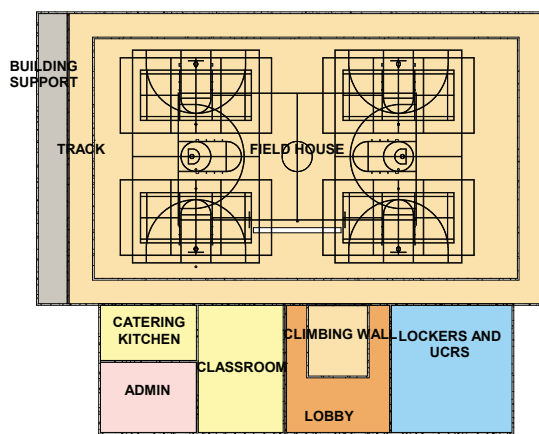 BUILDING
SUPPORT
TRACK
FIELD HOUSE
CATERING
KITCHEN
CLIMBING WALL
LOCKERS AND
UCRS
CLASSROOM
ADMIN
LOBBY